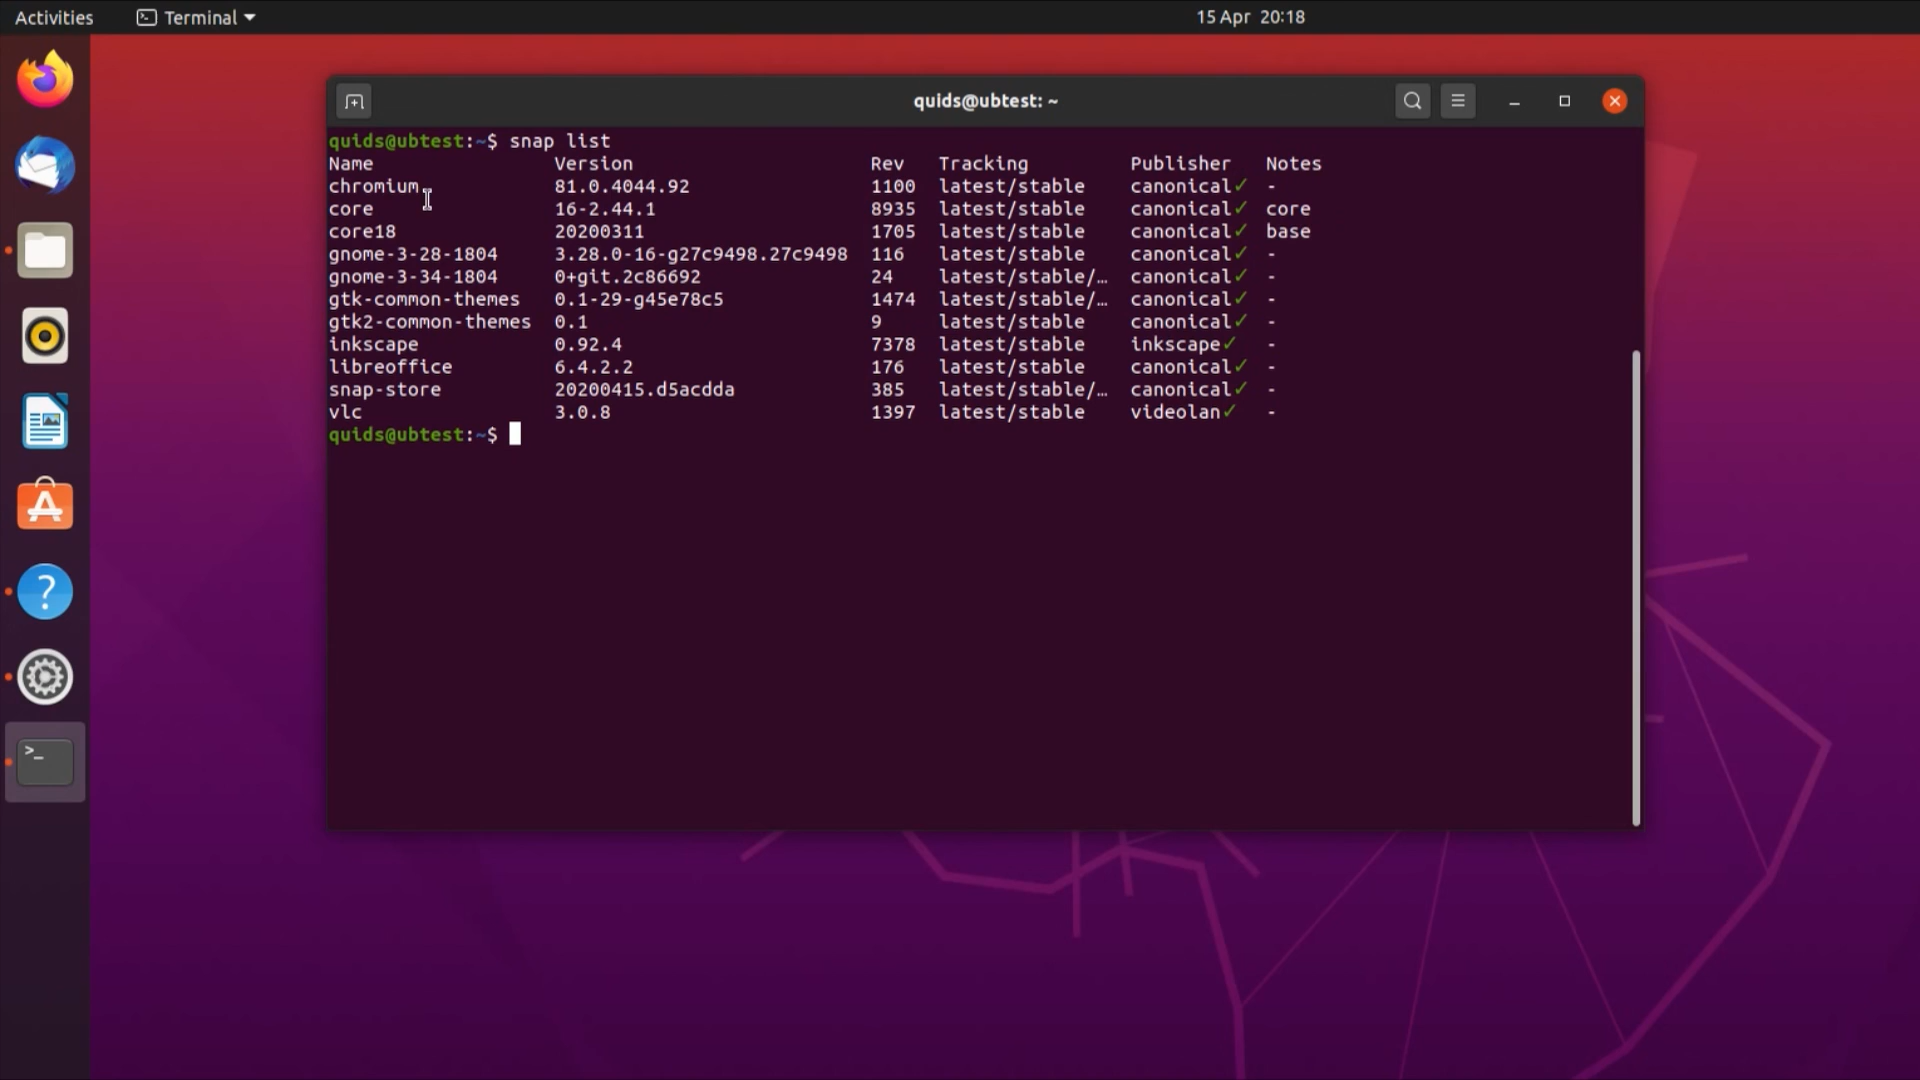 Activities Terminal 15 Apr 20:18
quids@ubtest: ~
quids@ubtest:~$ snap list
Name Version Rev Tracking Publisher Notes
chromium 81.0.4044.92 1100 latest/stable canonical✓ -
core 16-2.44.1 8935 latest/stable canonical✓ core
core18 20200311 1705 latest/stable canonical✓ base
gnome-3-28-1804 3.28.0-16-g27c9498.27c9498 116 latest/stable canonical✓ -
gnome-3-34-1804 0+git.2c86692 24 latest/stable/… canonical✓ -
gtk-common-themes 0.1-29-g45e78c5 1474 latest/stable/… canonical✓ -
gtk2-common-themes 0.1 9 latest/stable canonical✓ -
inkscape 0.92.4 7378 latest/stable inkscape✓ -
libreoffice 6.4.2.2 176 latest/stable canonical✓ -
snap-store 20200415.d5acdda 385 latest/stable/… canonical✓ -
vlc 3.0.8 1397 latest/stable videolan✓ -
quids@ubtest:~$